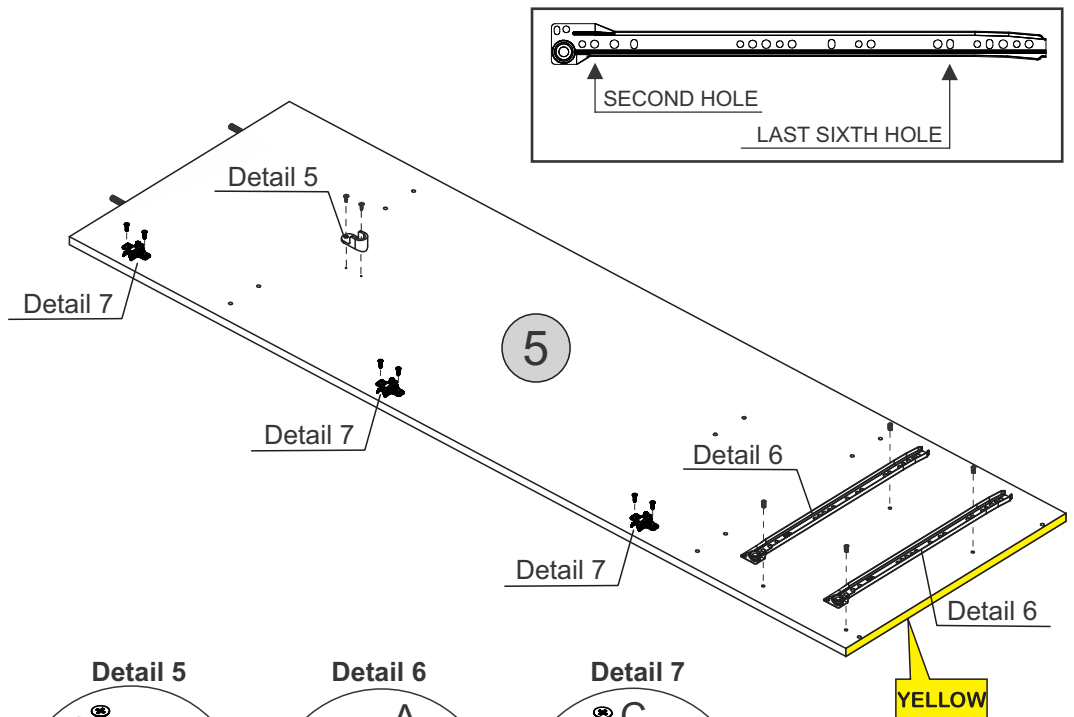 SECOND HOLE
LAST SIXTH HOLE
Detail 5
Detail 7
5
Detail 7
Detail 6
Detail 7
Detail 6
Detail 5
Detail 6
Detail 7
YELLOW
A
C